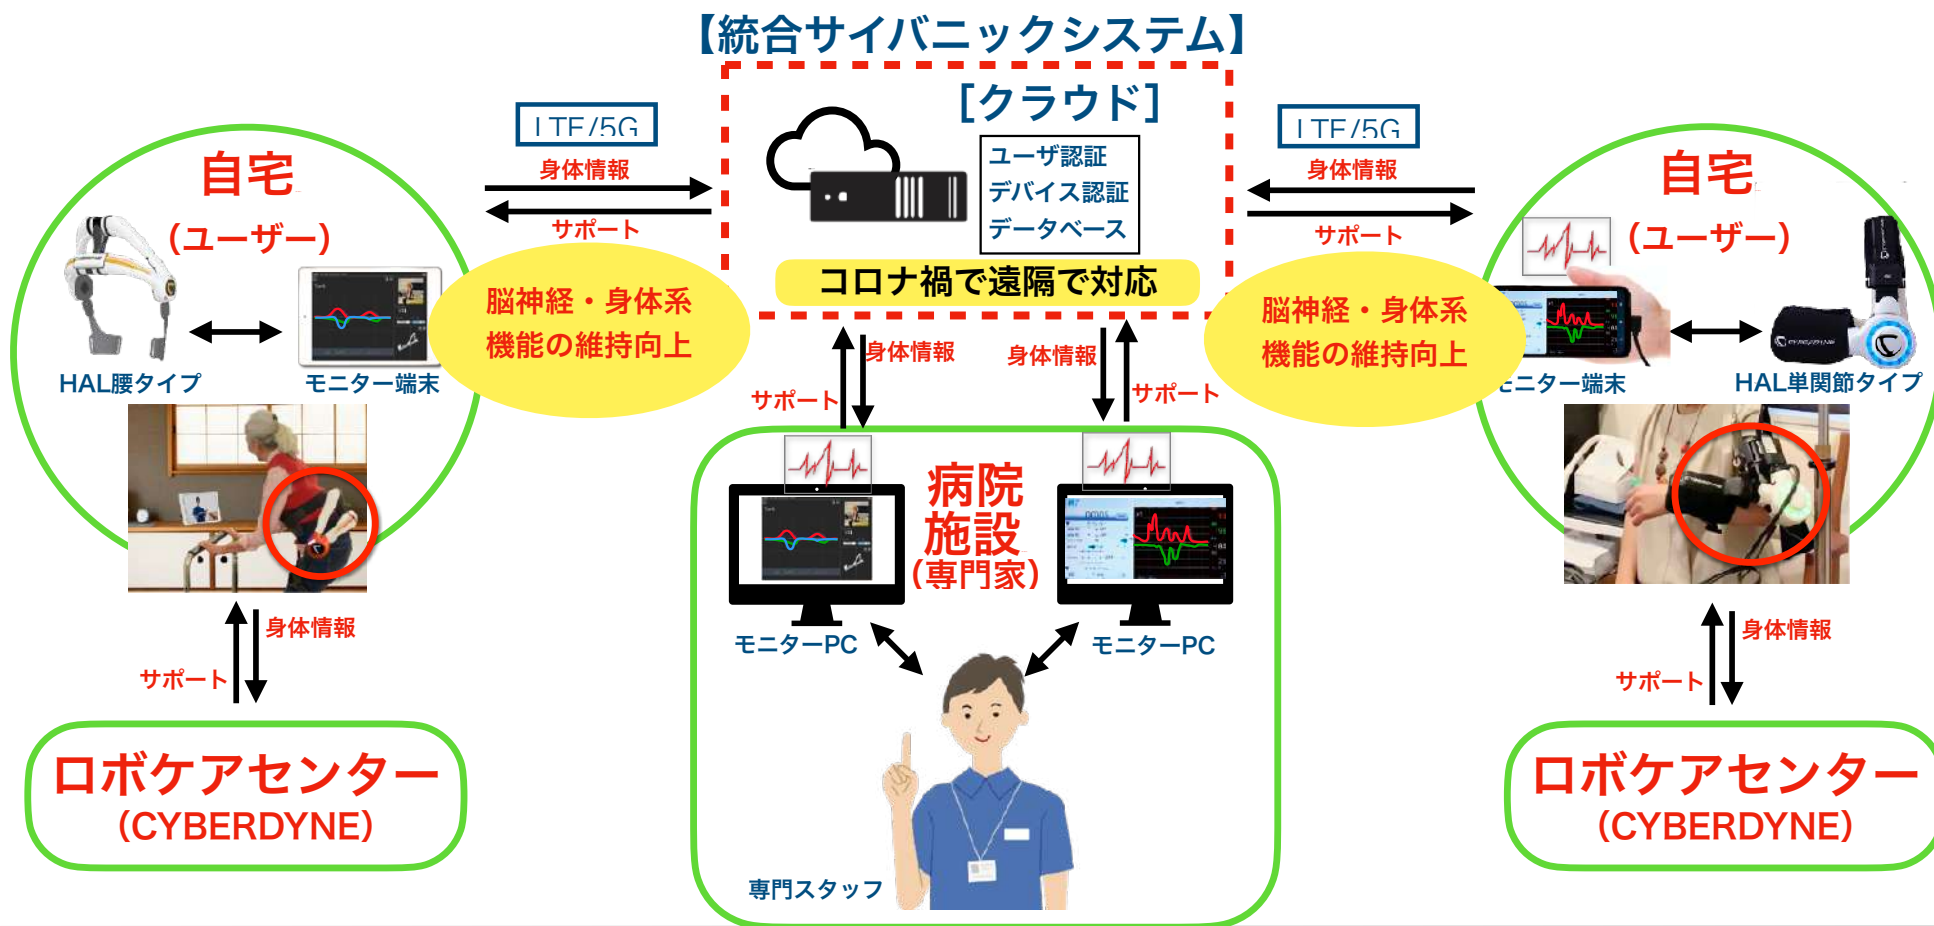 【統合サイバニックシステム】
[クラウド]
ユーザ認証
デバイス認証
データベース
コロナ禍で遠隔で対応
LTE/5G
身体情報
サポート
LTE/5G
身体情報
サポート
自宅
(ユーザー)
HAL腰タイプ
モニター端末
脳神経・身体系
機能の維持向上
自宅
(ユーザー)
モニター端末
HAL単関節タイプ
脳神経・身体系
機能の維持向上
身体情報
サポート
身体情報
サポート
病院
施設
(専門家)
モニターPC
モニターPC
専門スタッフ
身体情報
サポート
ロボケアセンター
(CYBERDYNE)
身体情報
サポート
ロボケアセンター
(CYBERDYNE)